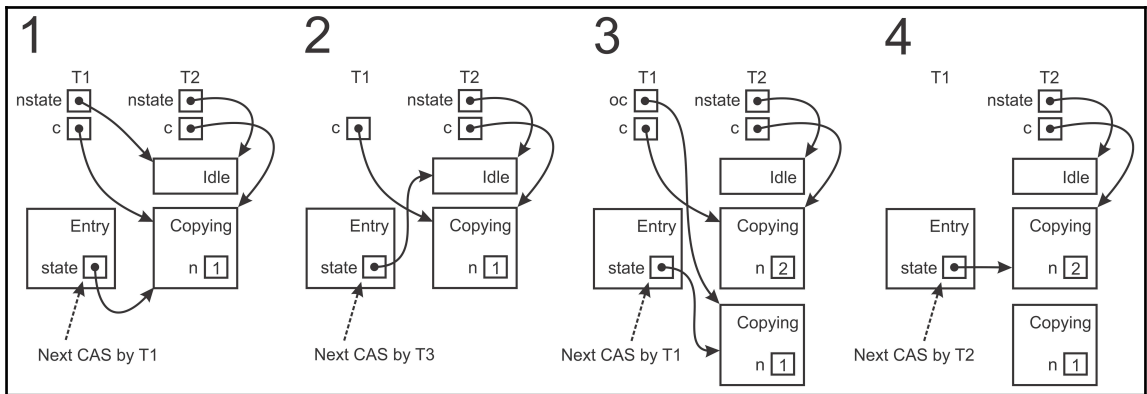 1
T1 T2
nstate nstate
c c
Idle
Entry Copying
state n 1
Next CAS by T1
2
T1 T2
nstate
c c
Idle
Entry Copying
state n 1
Next CAS by T3
3
T1 T2
oc nstate
c c
Idle
Entry Copying
state n 2
Copying
Next CAS by T1
n 1
4
T1 T2
nstate
c
Idle
Entry Copying
state n 2
Copying
Next CAS by T2
n 1